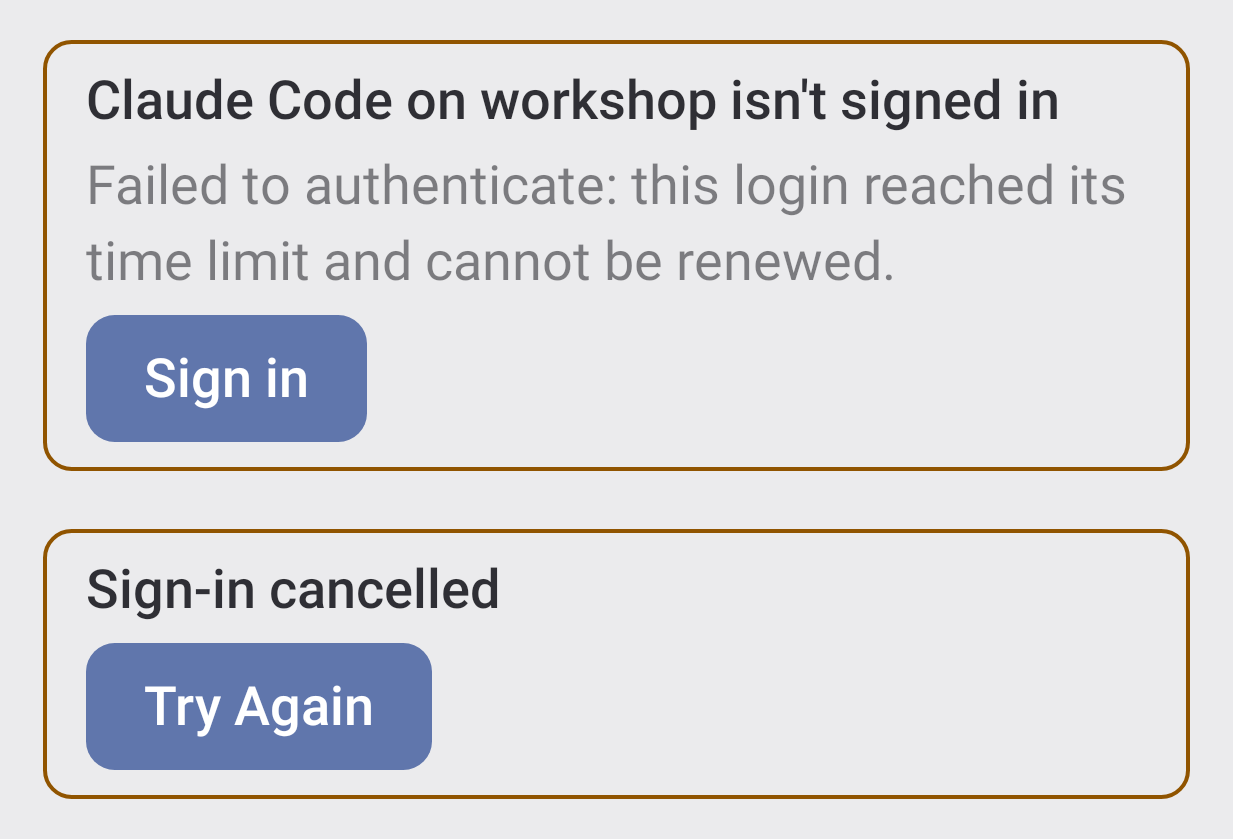 Claude Code on workshop isn't signed in
Failed to authenticate: this login reached its
time limit and cannot be renewed.
Sign in
Sign-in cancelled
Try Again